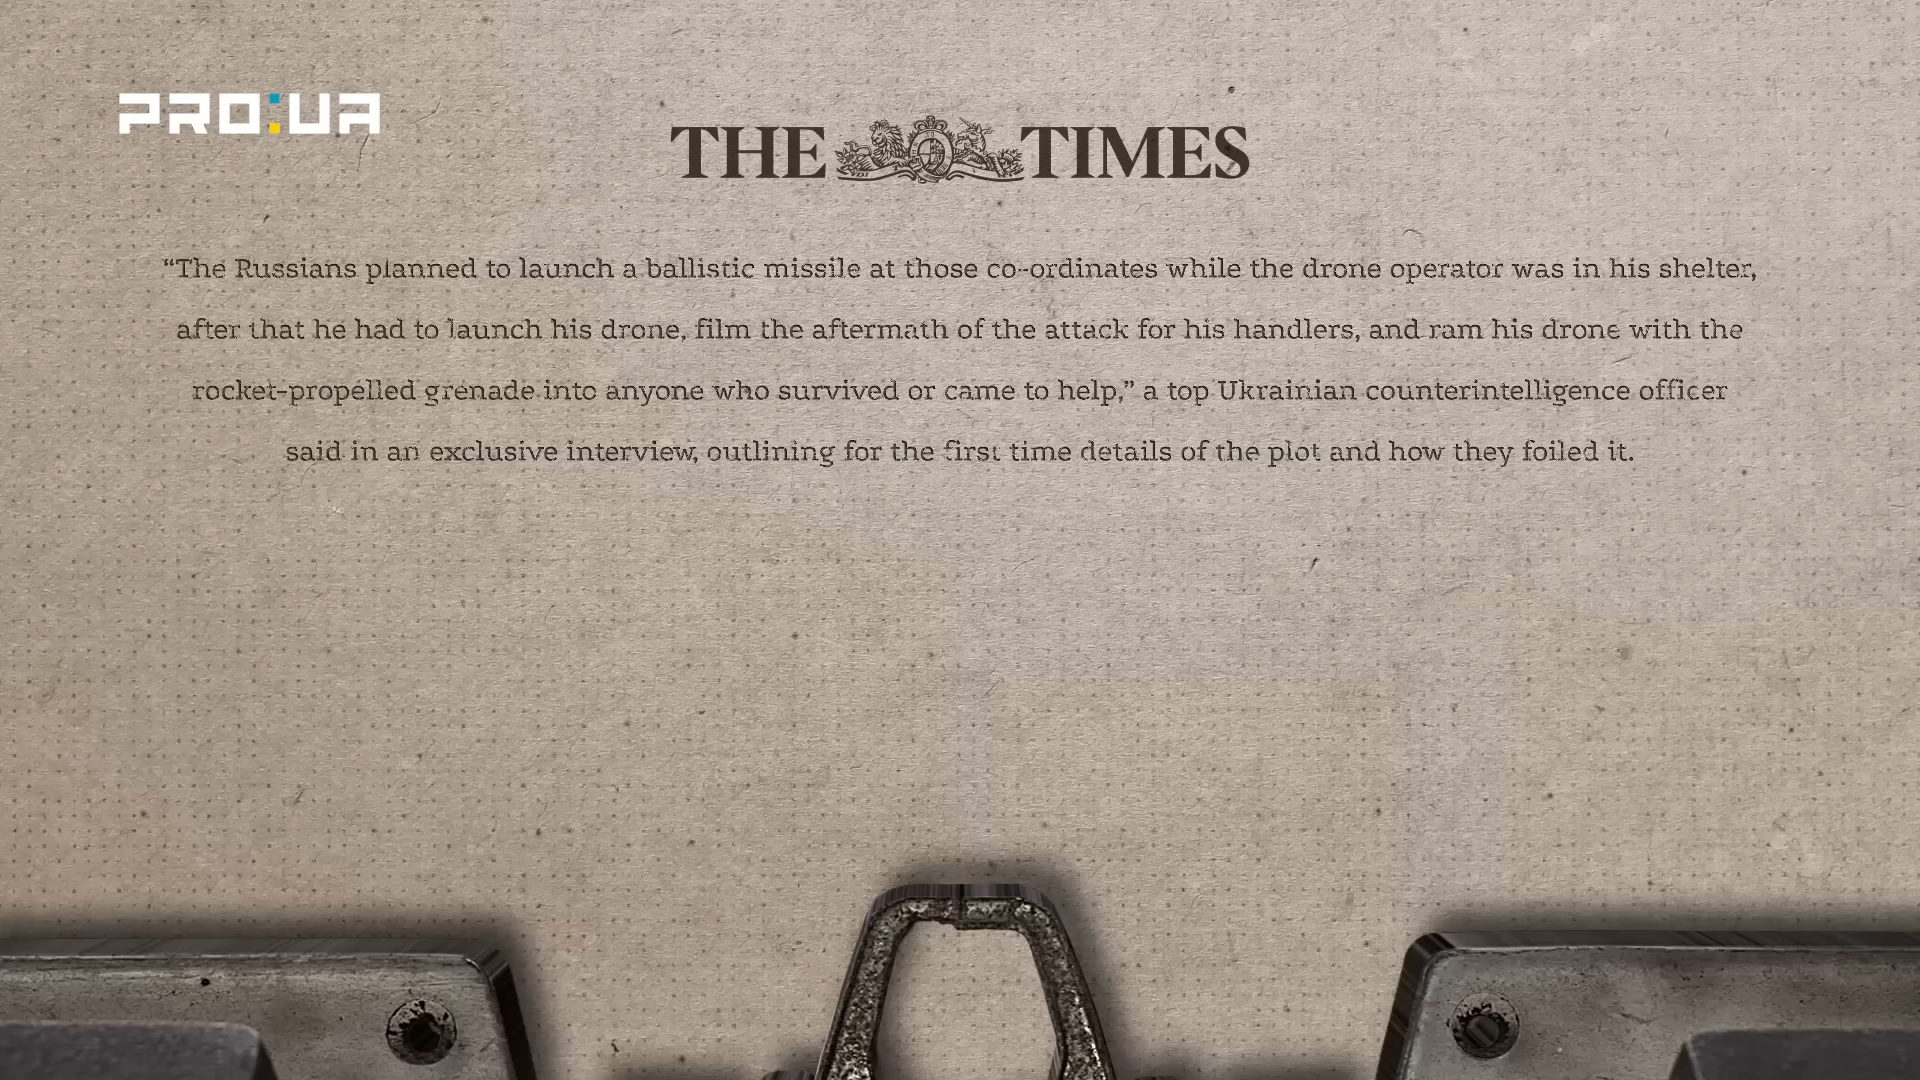 PRO:UA
THE TIMES
“The Russians planned to launch a ballistic missile at those co-ordinates while the drone operator was in his shelter,
after that he had to launch his drone, film the aftermath of the attack for his handlers, and ram his drone with the
rocket-propelled grenade into anyone who survived or came to help,” a top Ukrainian counterintelligence officer
said in an exclusive interview, outlining for the first time details of the plot and how they foiled it.